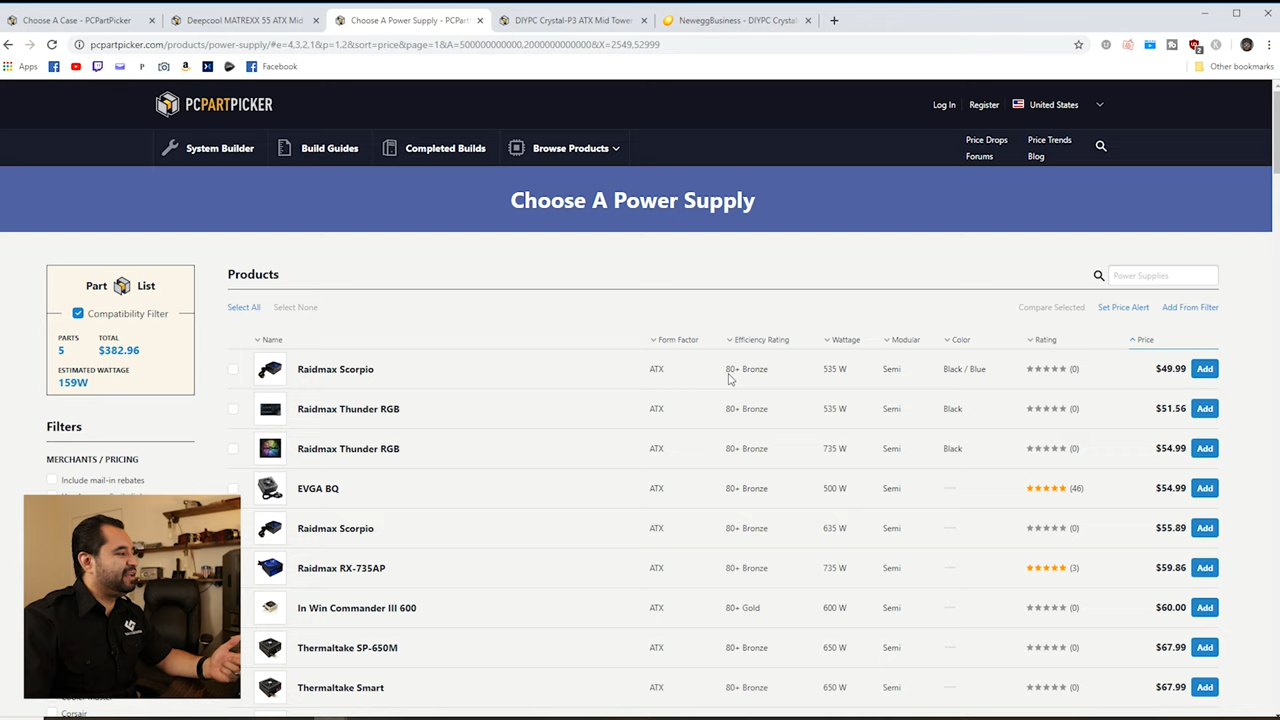 Choose A Case - PCPartPicker
Deepcool MATREXX 55 ATX Mid
Choose A Power Supply - PCPart
DIYPC Crystal-P3 ATX Mid Tower
NeweggBusiness - DIYPC Crystal
pcpartpicker.com/products/power-supply/#e=4,3,2,1&p=1,2&sort=price&page=1&A=500000000000,2000000000000&X=2549,52999
Apps
Facebook
Other bookmarks
PCPARTPICKER
Log In
Register
United States
System Builder
Build Guides
Completed Builds
Browse Products
Price Drops
Price Trends
Forums
Blog
Choose A Power Supply
Part List
Compatibility Filter
PARTS TOTAL
5 $382.96
ESTIMATED WATTAGE
159W
Filters
MERCHANTS / PRICING
Include mail-in rebates
Corsair
Products
Power Supplies
Select All
Select None
Compare Selected
Set Price Alert
Add From Filter
Name Form Factor Efficiency Rating Wattage Modular Color Rating Price
Raidmax Scorpio ATX 80+ Bronze 535 W Semi Black / Blue (0) $49.99 Add
Raidmax Thunder RGB ATX 80+ Bronze 535 W Semi Black (0) $51.56 Add
Raidmax Thunder RGB ATX 80+ Bronze 735 W Semi Black (0) $54.99 Add
EVGA BQ ATX 80+ Bronze 500 W Semi (46) $54.99 Add
Raidmax Scorpio ATX 80+ Bronze 635 W Semi (0) $55.89 Add
Raidmax RX-735AP ATX 80+ Bronze 735 W Semi (3) $59.86 Add
In Win Commander III 600 ATX 80+ Gold 600 W Semi (0) $60.00 Add
Thermaltake SP-650M ATX 80+ Bronze 650 W Semi (0) $67.99 Add
Thermaltake Smart ATX 80+ Bronze 650 W Semi (0) $67.99 Add